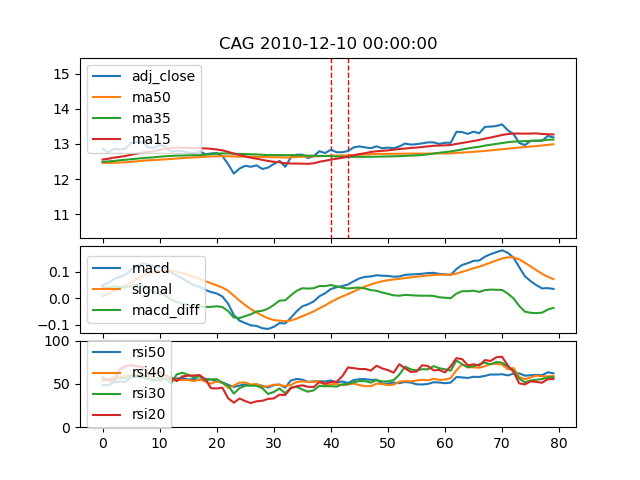 CAG 2010-12-10 00:00:00
15
14
13
12
11
adj_close
ma50
ma35
ma15
0.1
0.0
−0.1
macd
signal
macd_diff
100
50
0
rsi50
rsi40
rsi30
rsi20
0 10 20 30 40 50 60 70 80